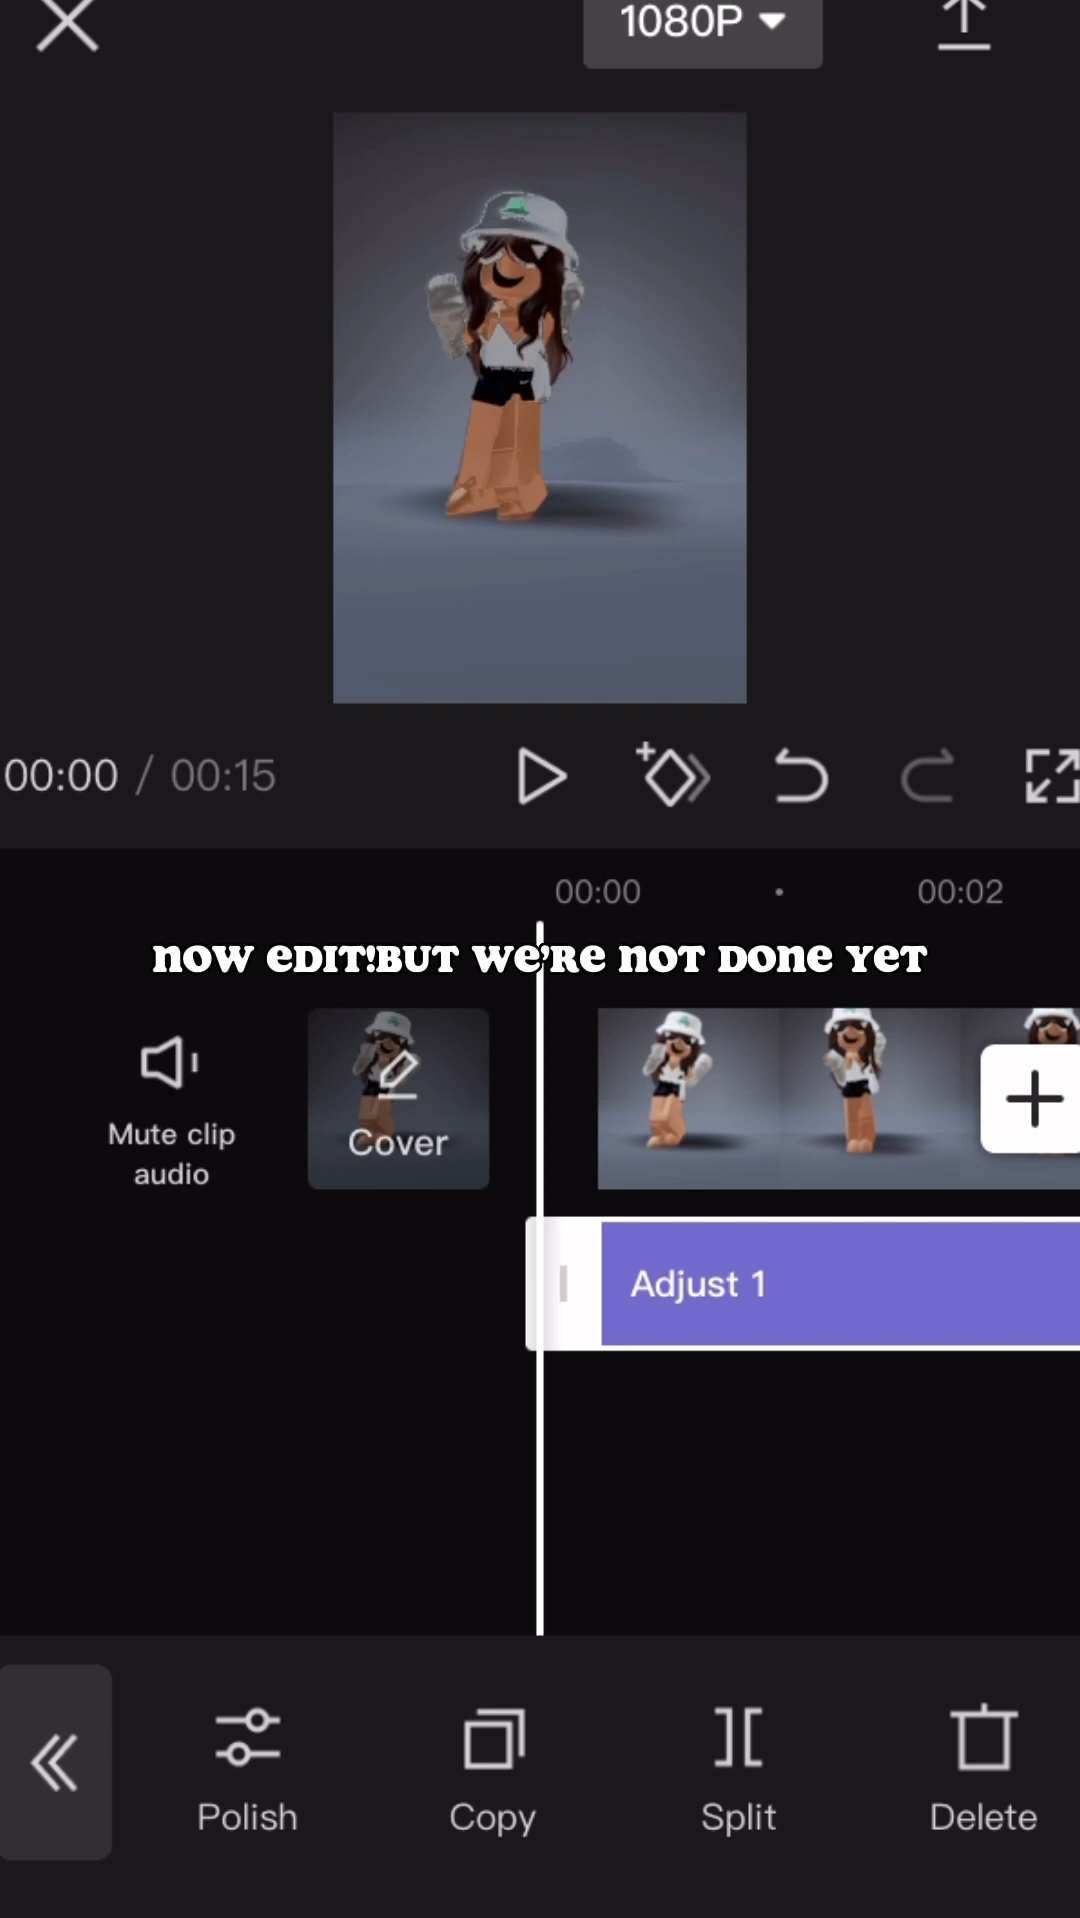 1080P
00:00 / 00:15
00:00
00:02
NOW EDIT!BUT WE'RE NOT DONE YET
Mute clip
audio
Cover
Adjust 1
Polish
Copy
Split
Delete